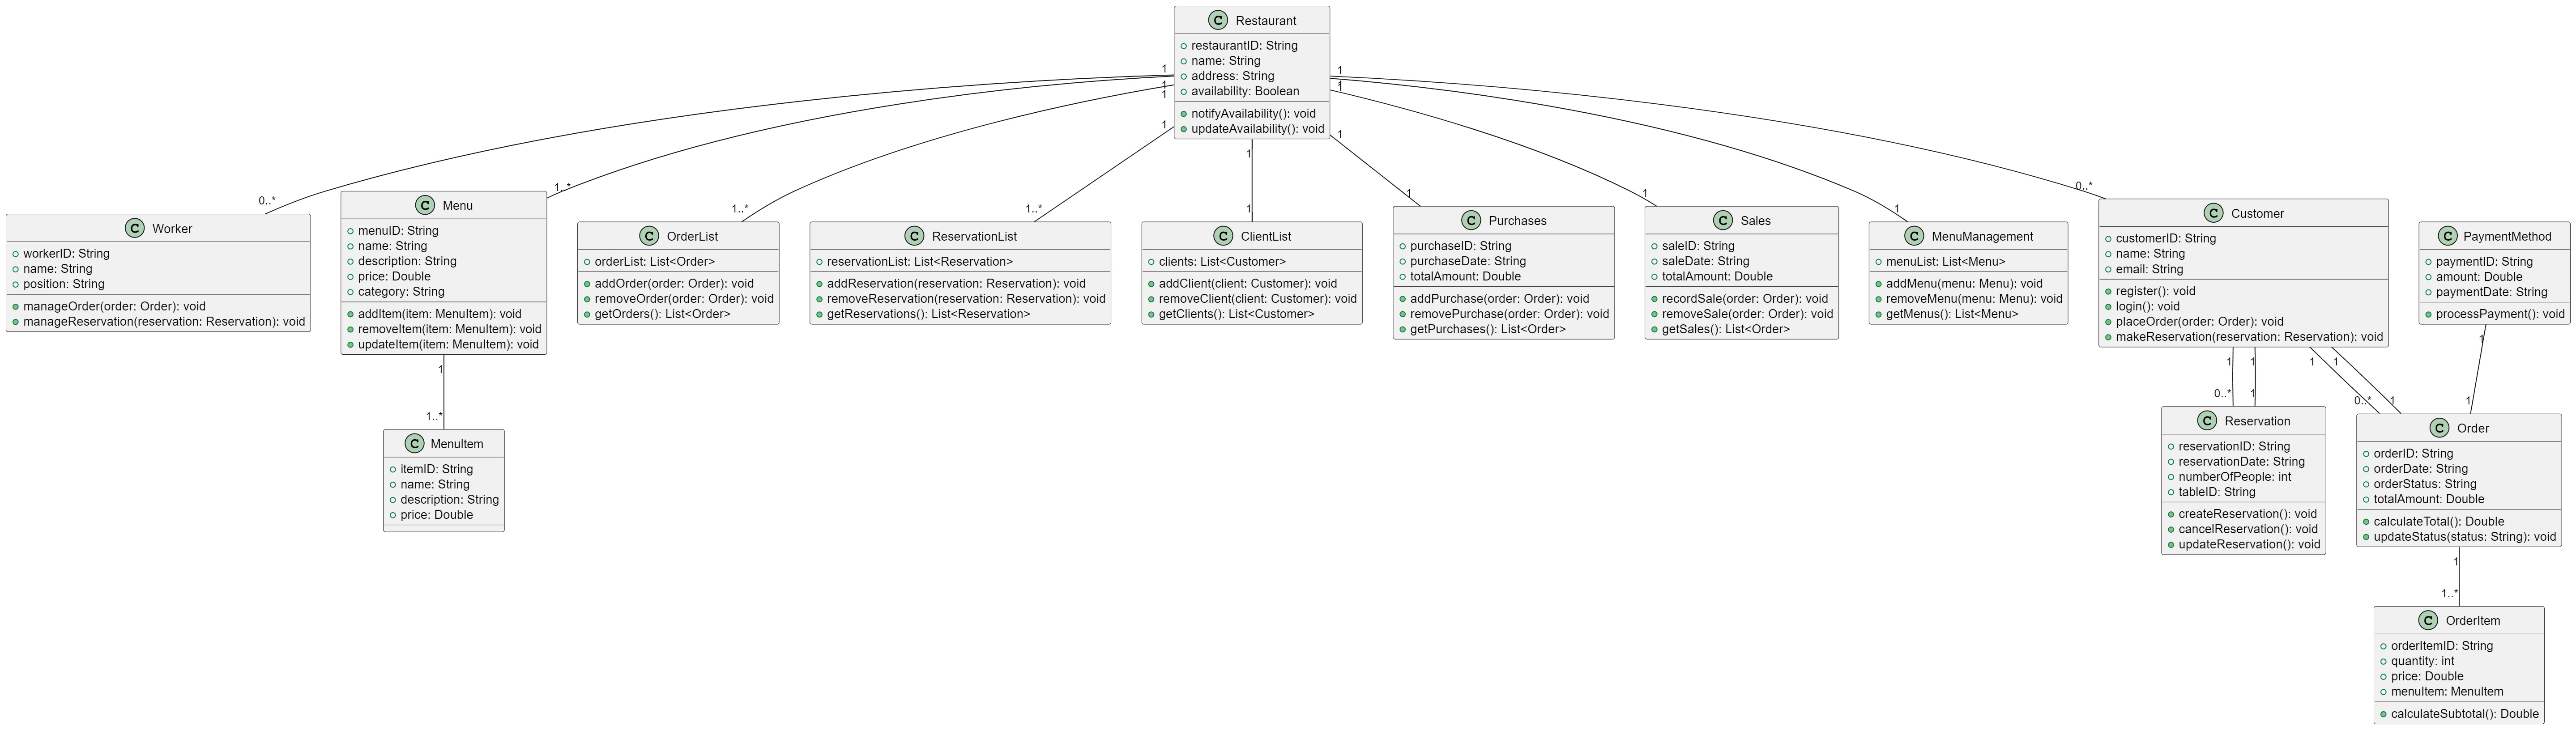 C Restaurant
restaurantID: String
name: String
address: String
availability: Boolean
notifyAvailability(): void
updateAvailability(): void
1
1
1
1
1
1
1
1
1
1
0..*
1..*
1..*
1..*
1
1
1
1
0..*
C Worker
workerID: String
name: String
position: String
manageOrder(order: Order): void
manageReservation(reservation: Reservation): void
C Menu
menuID: String
name: String
description: String
price: Double
category: String
addItem(item: MenuItem): void
removeItem(item: MenuItem): void
updateItem(item: MenuItem): void
C OrderList
orderList: List<Order>
addOrder(order: Order): void
removeOrder(order: Order): void
getOrders(): List<Order>
C ReservationList
reservationList: List<Reservation>
addReservation(reservation: Reservation): void
removeReservation(reservation: Reservation): void
getReservations(): List<Reservation>
C ClientList
clients: List<Customer>
addClient(client: Customer): void
removeClient(client: Customer): void
getClients(): List<Customer>
C Purchases
purchaseID: String
purchaseDate: String
totalAmount: Double
addPurchase(order: Order): void
removePurchase(order: Order): void
getPurchases(): List<Order>
C Sales
saleID: String
saleDate: String
totalAmount: Double
recordSale(order: Order): void
removeSale(order: Order): void
getSales(): List<Order>
C MenuManagement
menuList: List<Menu>
addMenu(menu: Menu): void
removeMenu(menu: Menu): void
getMenus(): List<Menu>
C Customer
customerID: String
name: String
email: String
register(): void
login(): void
placeOrder(order: Order): void
makeReservation(reservation: Reservation): void
C PaymentMethod
paymentID: String
amount: Double
paymentDate: String
processPayment(): void
1
1..*
1
1
1
1
1
0..*
1
0..*
1
1
C MenuItem
itemID: String
name: String
description: String
price: Double
C Reservation
reservationID: String
reservationDate: String
numberOfPeople: int
tableID: String
createReservation(): void
cancelReservation(): void
updateReservation(): void
C Order
orderID: String
orderDate: String
orderStatus: String
totalAmount: Double
calculateTotal(): Double
updateStatus(status: String): void
1
1..*
C OrderItem
orderItemID: String
quantity: int
price: Double
menuItem: MenuItem
calculateSubtotal(): Double